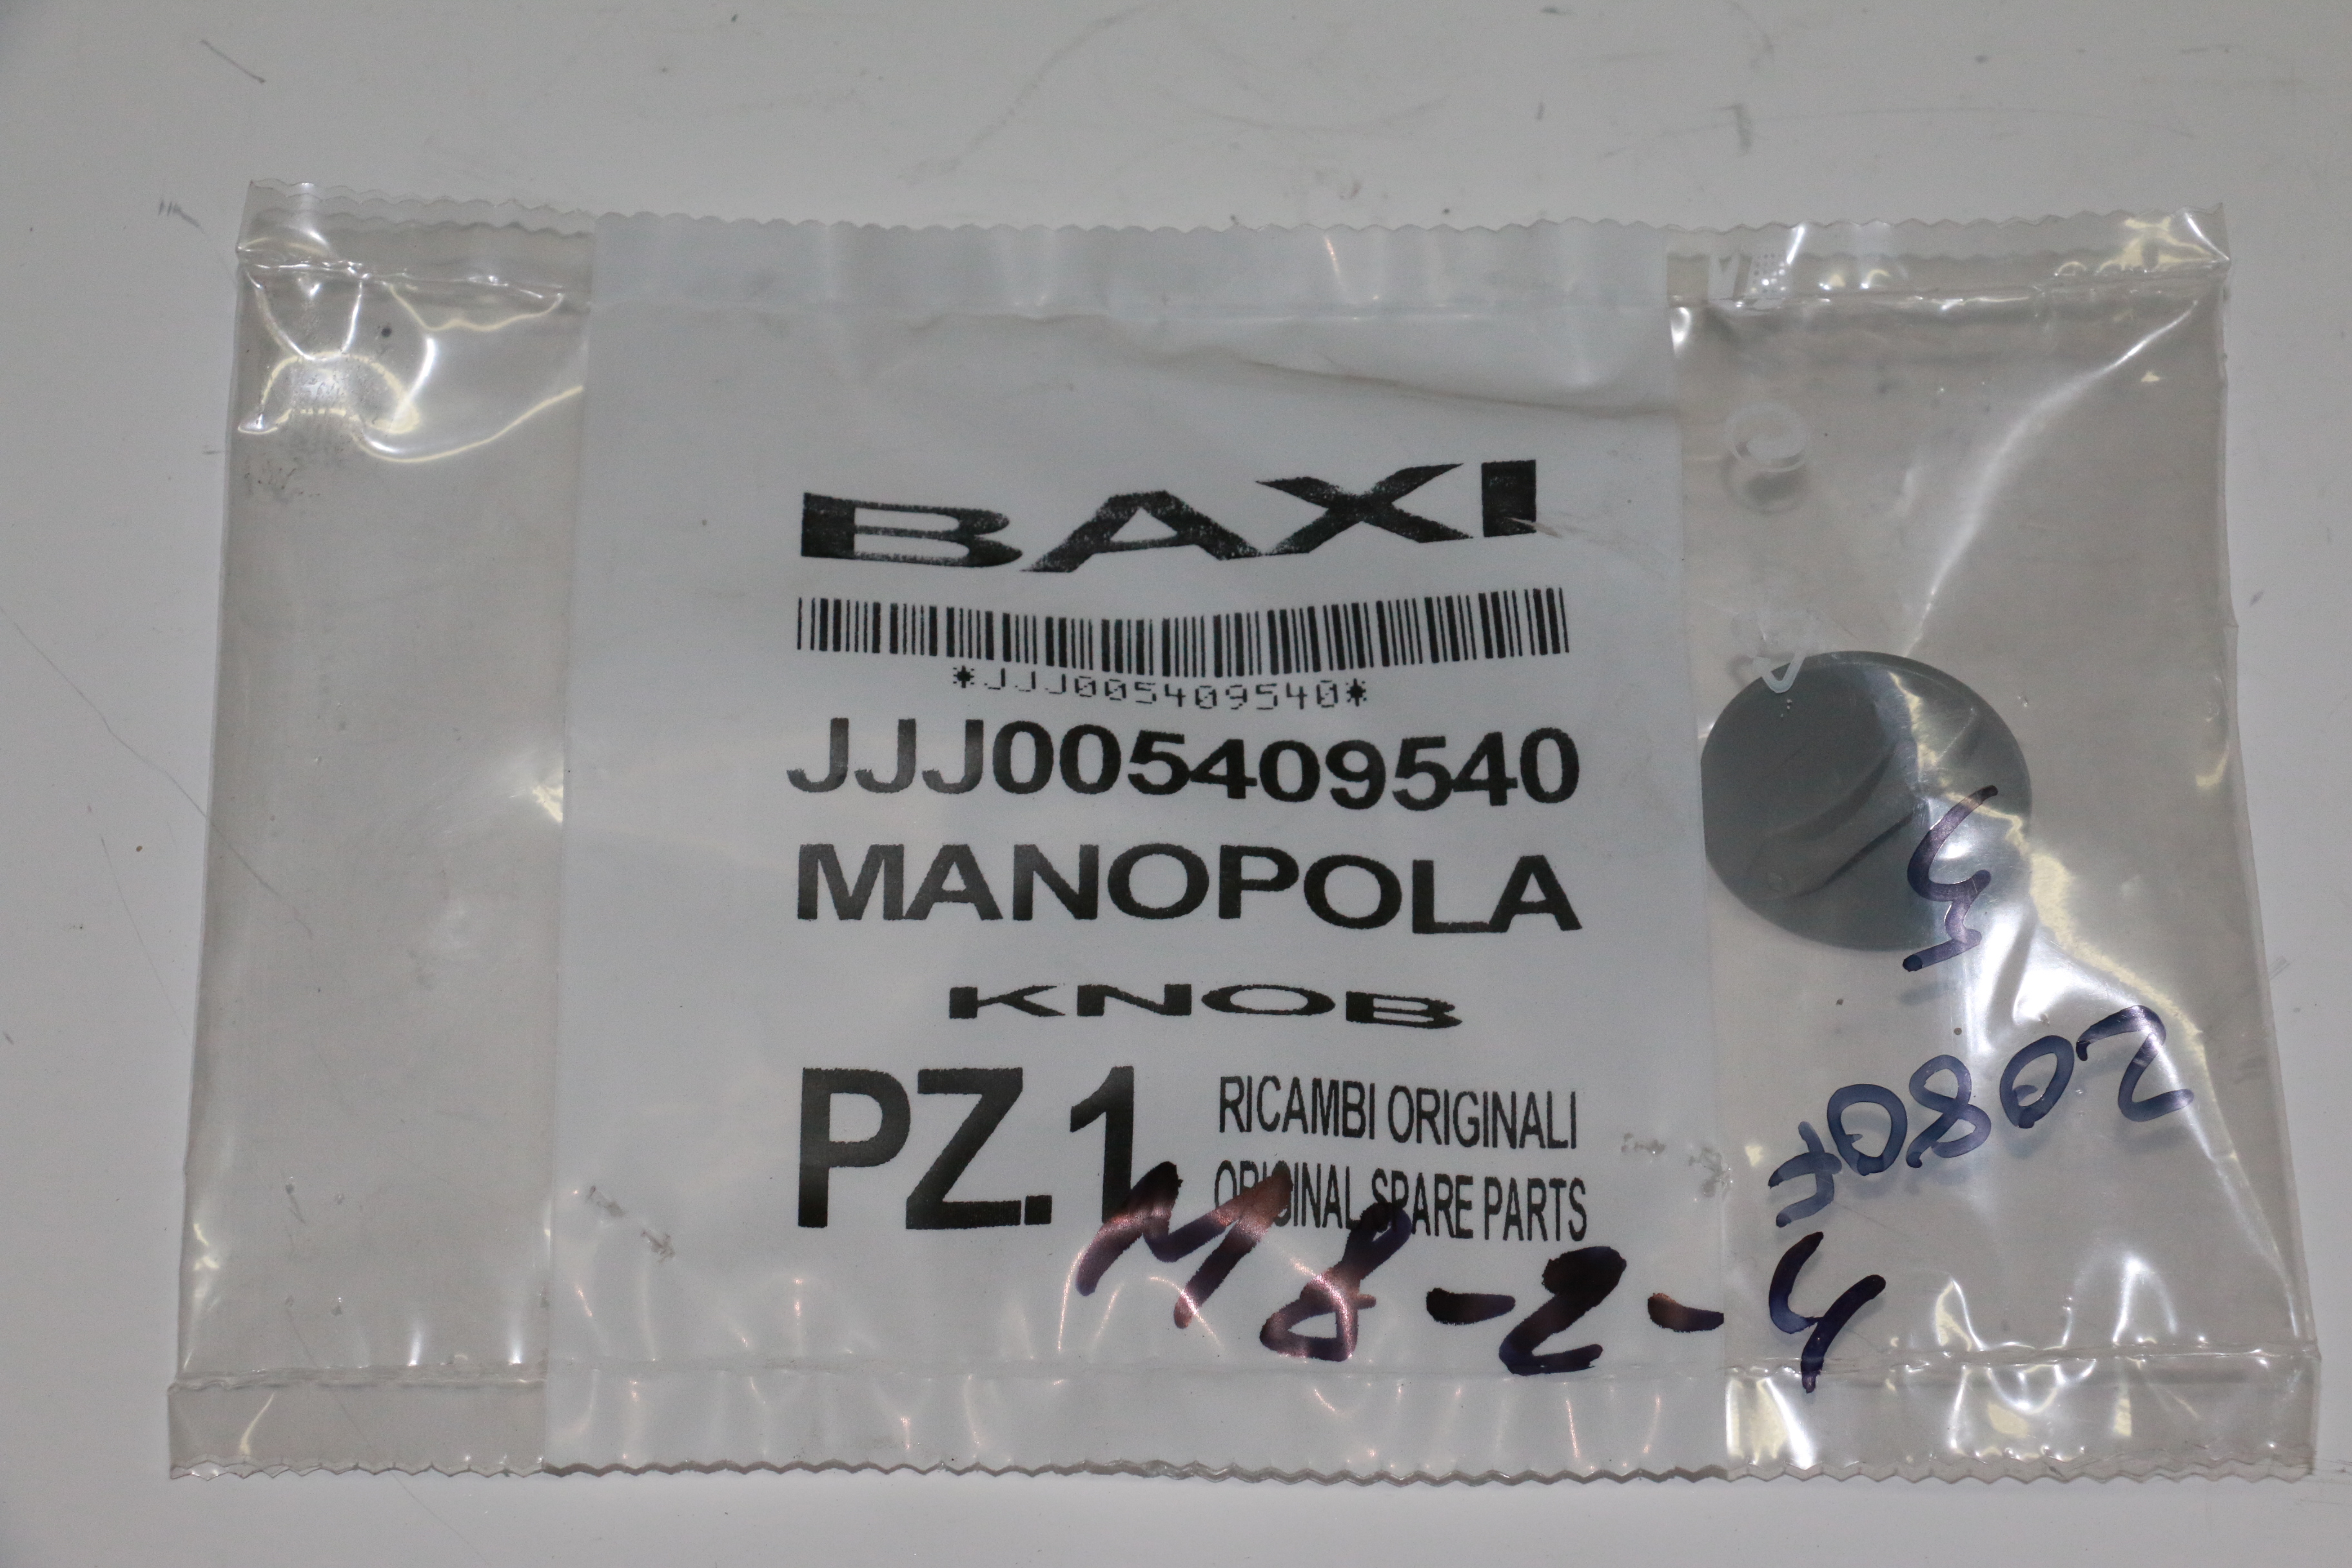 BAXI
*JJJ005409540*
JJJ005409540
MANOPOLA
KNOB
PZ.1
RICAMBI ORIGINALI
ORIGINAL SPARE PARTS
M8-2-4